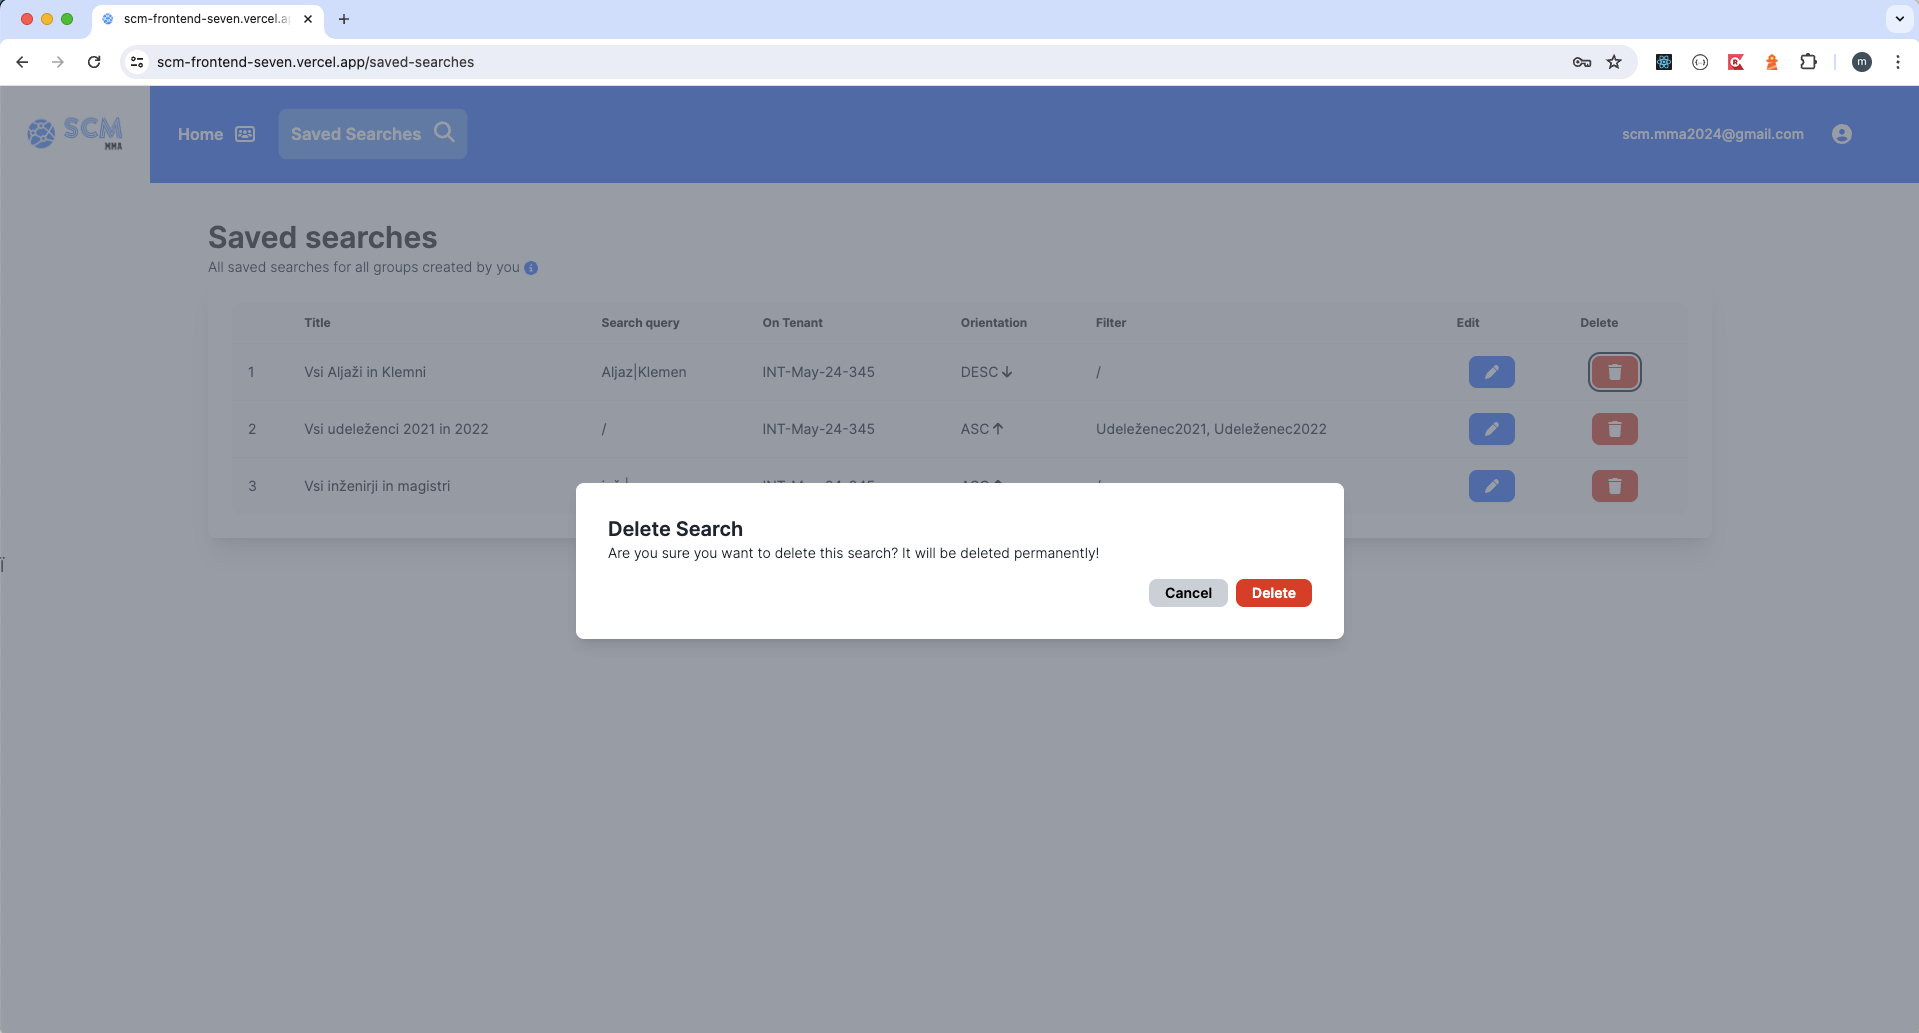 scm-frontend-seven.vercel.a
scm-frontend-seven.vercel.app/saved-searches
m
SCM
MMA
Home
Saved Searches
scm.mma2024@gmail.com
Saved searches
All saved searches for all groups created by you
Title Search query On Tenant Orientation Filter Edit Delete
1 Vsi Aljaži in Klemni Aljaz|Klemen INT-May-24-345 DESC /
2 Vsi udeleženci 2021 in 2022 / INT-May-24-345 ASC Udeleženec2021, Udeleženec2022
3 Vsi inženirji in magistri
Delete Search
Are you sure you want to delete this search? It will be deleted permanently!
Cancel Delete